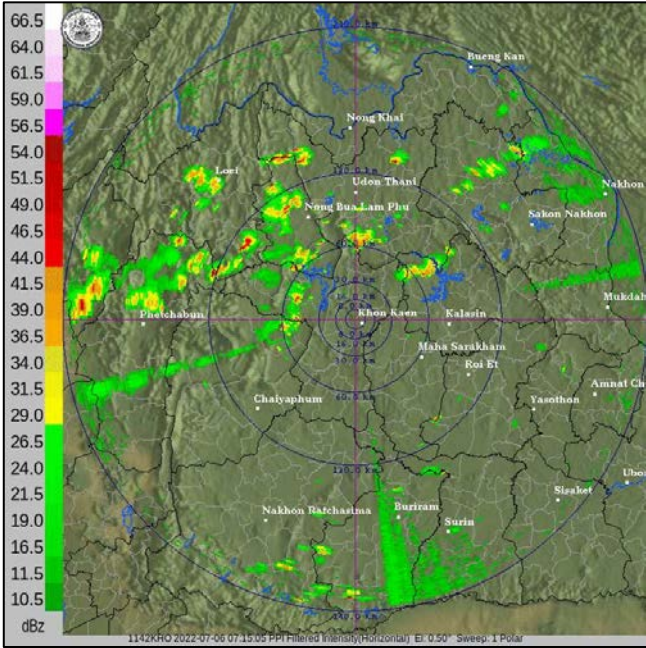 66.5
64.0
61.5
59.0
56.5
54.0
51.5
49.0
46.5
44.0
41.5
39.0
36.5
34.0
31.5
29.0
26.5
24.0
21.5
19.0
16.5
14.0
11.5
10.5
dBz
Bueng Kan
Nong Khai
Loei
Udon Thani
Nakhon
Nong Bua Lam Phu
Sakon Nakhon
Mukdah
Phetchabun
Khon Kaen
Kalasin
Maha Sarakham
Roi Et
Amnat Ch
Chaiyaphum
60.0 km
Yasothon
120.0 km
Ubo
Sisaket
Nakhon Ratchasima
Buriram
Surin
1142KHO 2022-07-06 07:15:05 PPI Filtered Intensity(Horizontal) El: 0.50° Sweep: 1 Polar